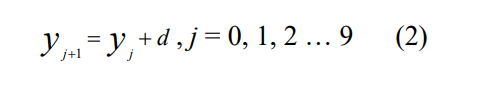 y_{j+1} = y_j + d , j = 0, 1, 2 … 9 (2)